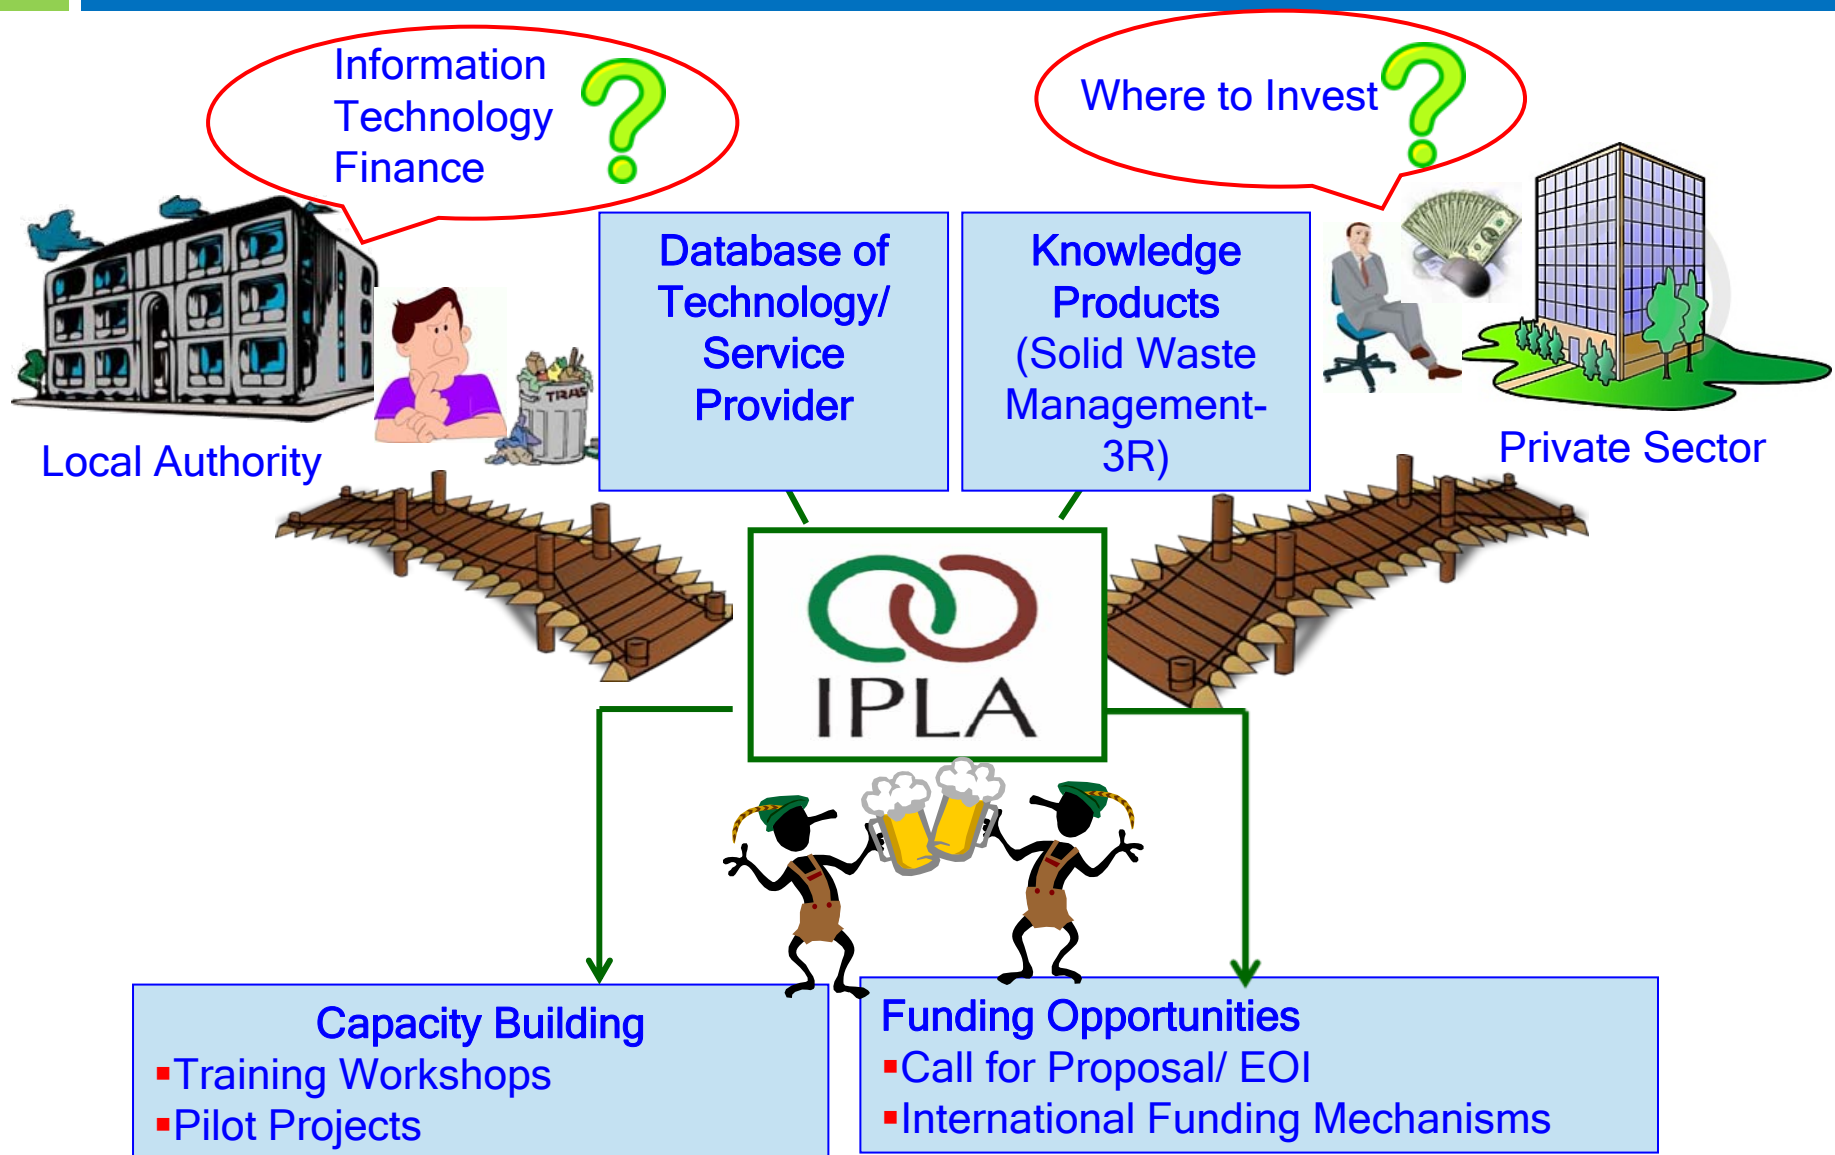 Information
Technology
Finance
Where to Invest
Database of
Technology/
Service
Provider
Knowledge
Products
(Solid Waste
Management-
3R)
TRAS
Local Authority
Private Sector
IPLA
Capacity Building
▪Training Workshops
▪Pilot Projects
Funding Opportunities
▪Call for Proposal/ EOI
▪International Funding Mechanisms